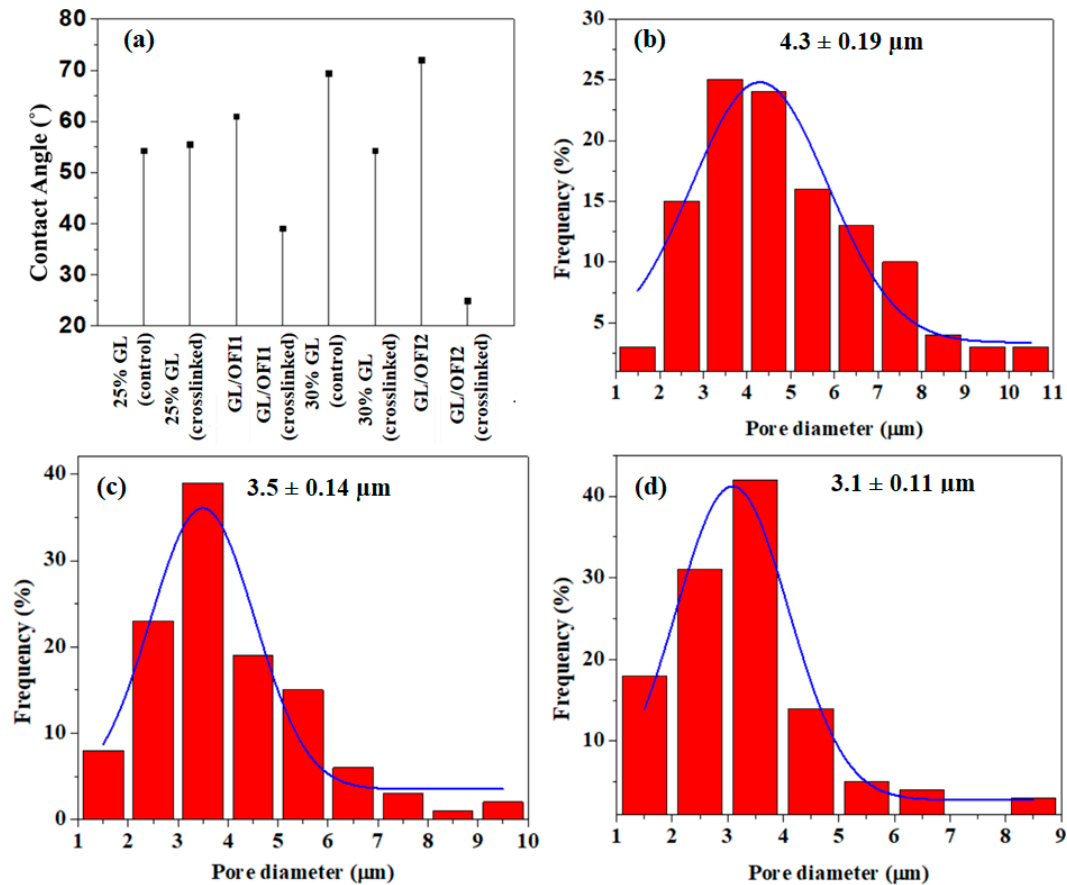 (a)
Contact Angle (°)
80
70
60
50
40
30
20
25% GL
(control)
25% GL
(crosslinked)
GL/OFI1
GL/OFI1
(crosslinked)
30% GL
(control)
30% GL
(crosslinked)
GL/OFI2
GL/OFI2
(crosslinked)
(b)
4.3 ± 0.19 µm
Frequency (%)
30
25
20
15
10
5
1 2 3 4 5 6 7 8 9 10 11
Pore diameter (µm)
(c)
3.5 ± 0.14 µm
Frequency (%)
40
30
20
10
0
1 2 3 4 5 6 7 8 9 10
Pore diameter (µm)
(d)
3.1 ± 0.11 µm
Frequency (%)
40
30
20
10
1 2 3 4 5 6 7 8 9
Pore diameter (µm)